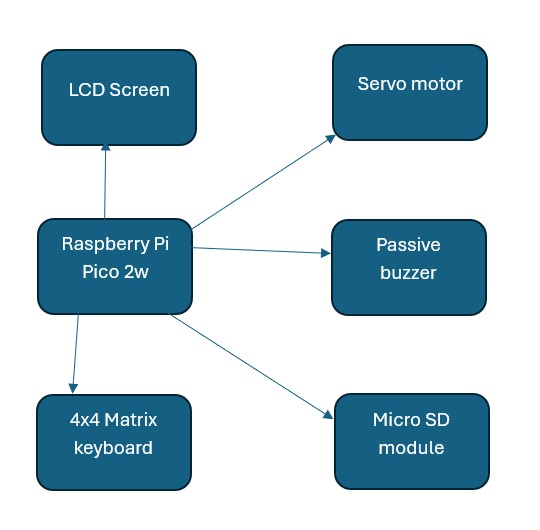 LCD Screen
Servo motor
Raspberry Pi
Pico 2w
Passive
buzzer
4x4 Matrix
keyboard
Micro SD
module